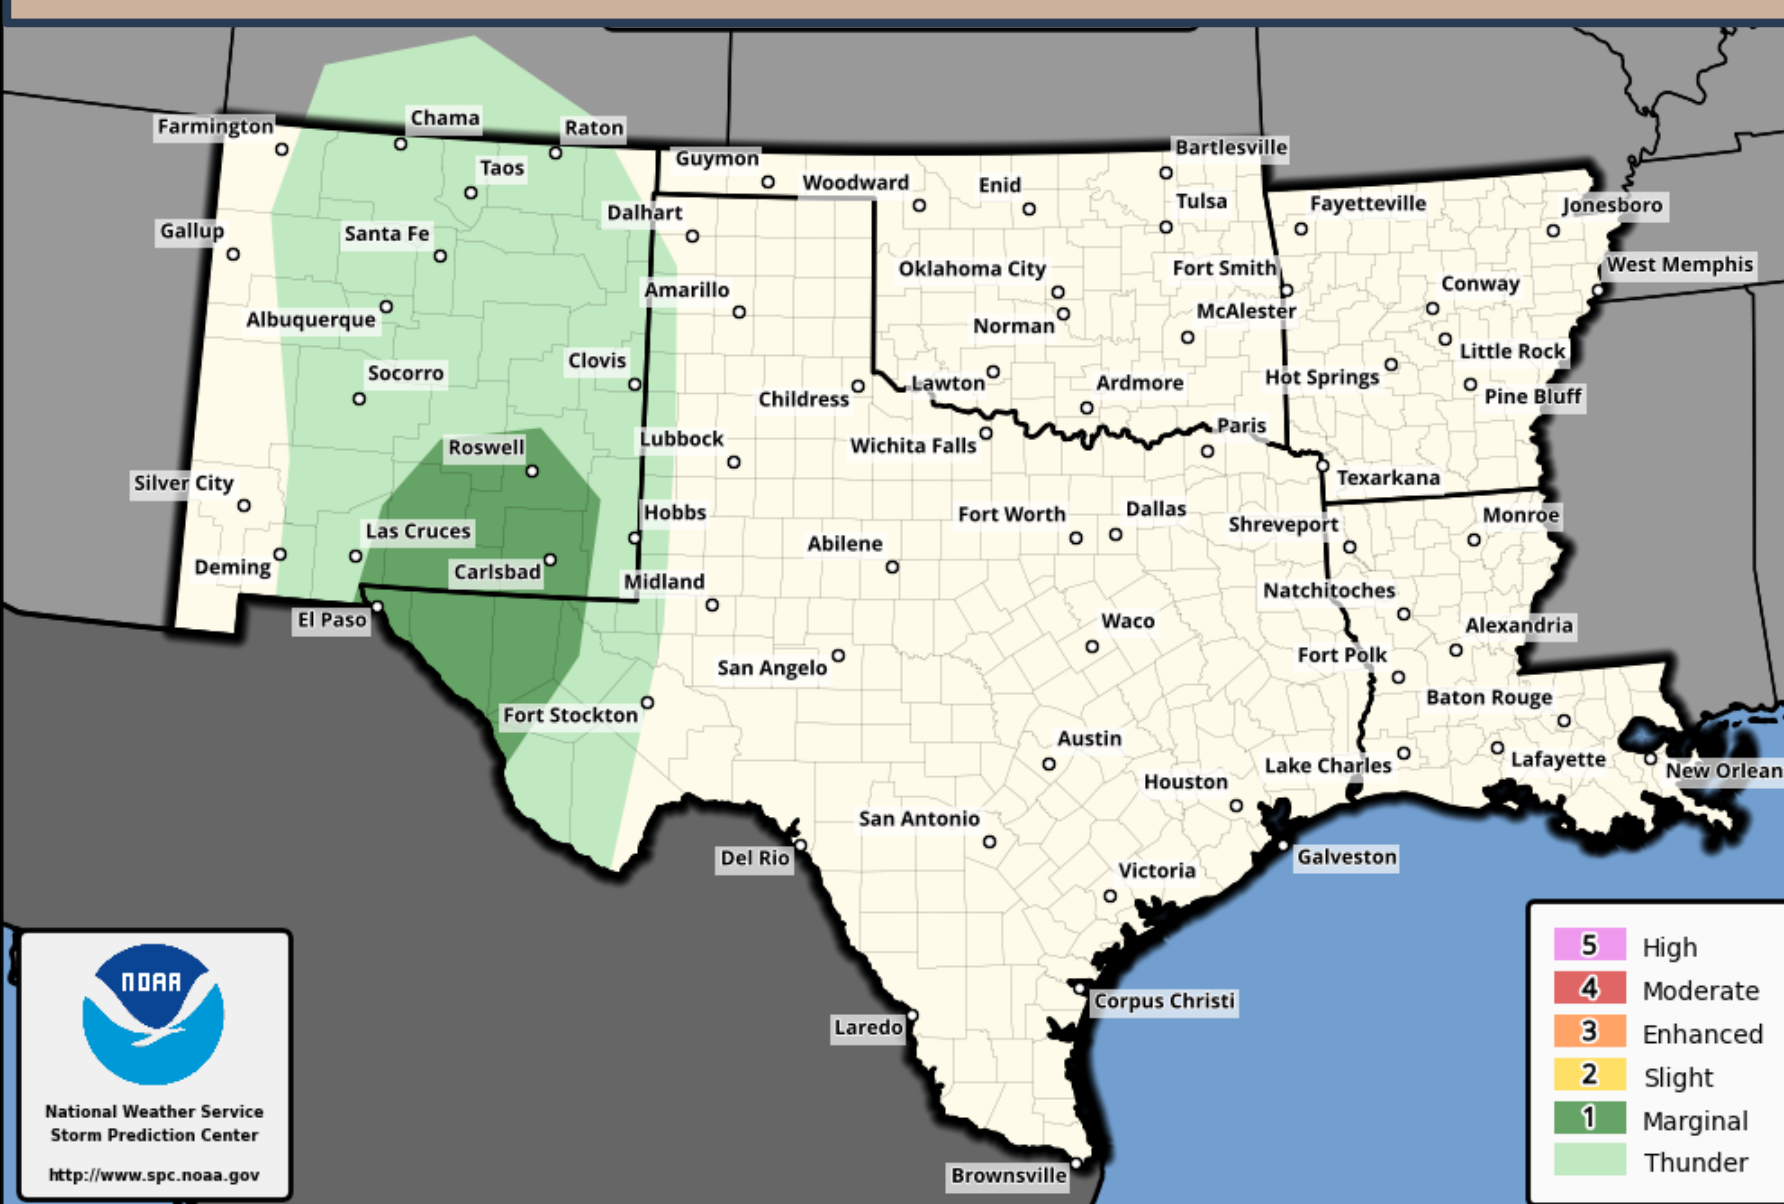 Farmington
Chama
Raton
Taos
Guymon
Woodward
Enid
Bartlesville
Tulsa
Fayetteville
Jonesboro
Gallup
Santa Fe
Dalhart
Oklahoma City
Fort Smith
West Memphis
Albuquerque
Amarillo
Norman
McAlester
Conway
Little Rock
Socorro
Clovis
Childress
Lawton
Ardmore
Hot Springs
Pine Bluff
Roswell
Lubbock
Wichita Falls
Paris
Texarkana
Silver City
Las Cruces
Hobbs
Fort Worth
Dallas
Shreveport
Monroe
Deming
Carlsbad
Midland
Abilene
Natchitoches
El Paso
Waco
Alexandria
San Angelo
Fort Polk
Fort Stockton
Baton Rouge
Austin
Houston
Lake Charles
Lafayette
New Orlean
San Antonio
Del Rio
Galveston
Victoria
Corpus Christi
Laredo
Brownsville
NOAA
National Weather Service
Storm Prediction Center
http://www.spc.noaa.gov
5 High
4 Moderate
3 Enhanced
2 Slight
1 Marginal
Thunder